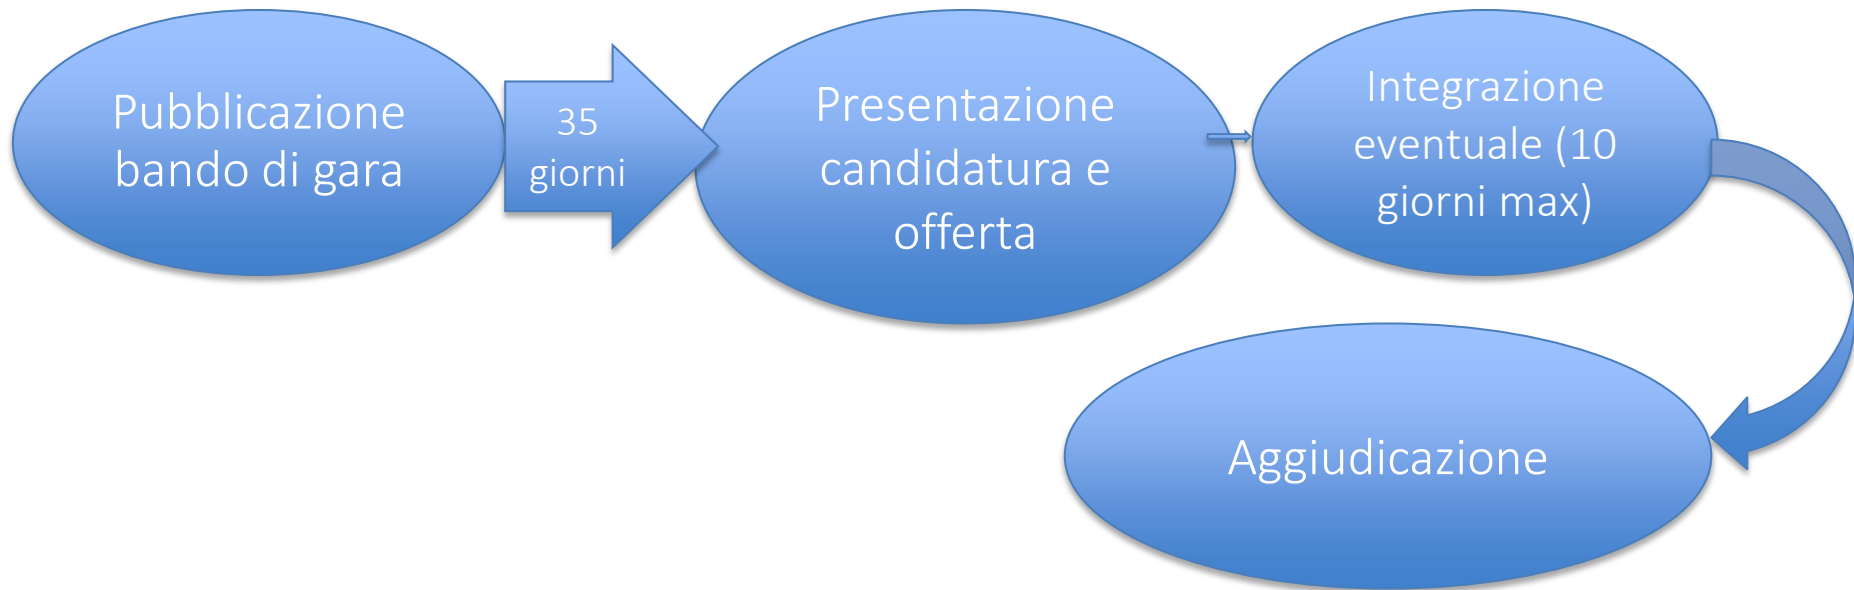 Pubblicazione
bando di gara
35
giorni
Presentazione
candidatura e
offerta
Integrazione
eventuale (10
giorni max)
Aggiudicazione